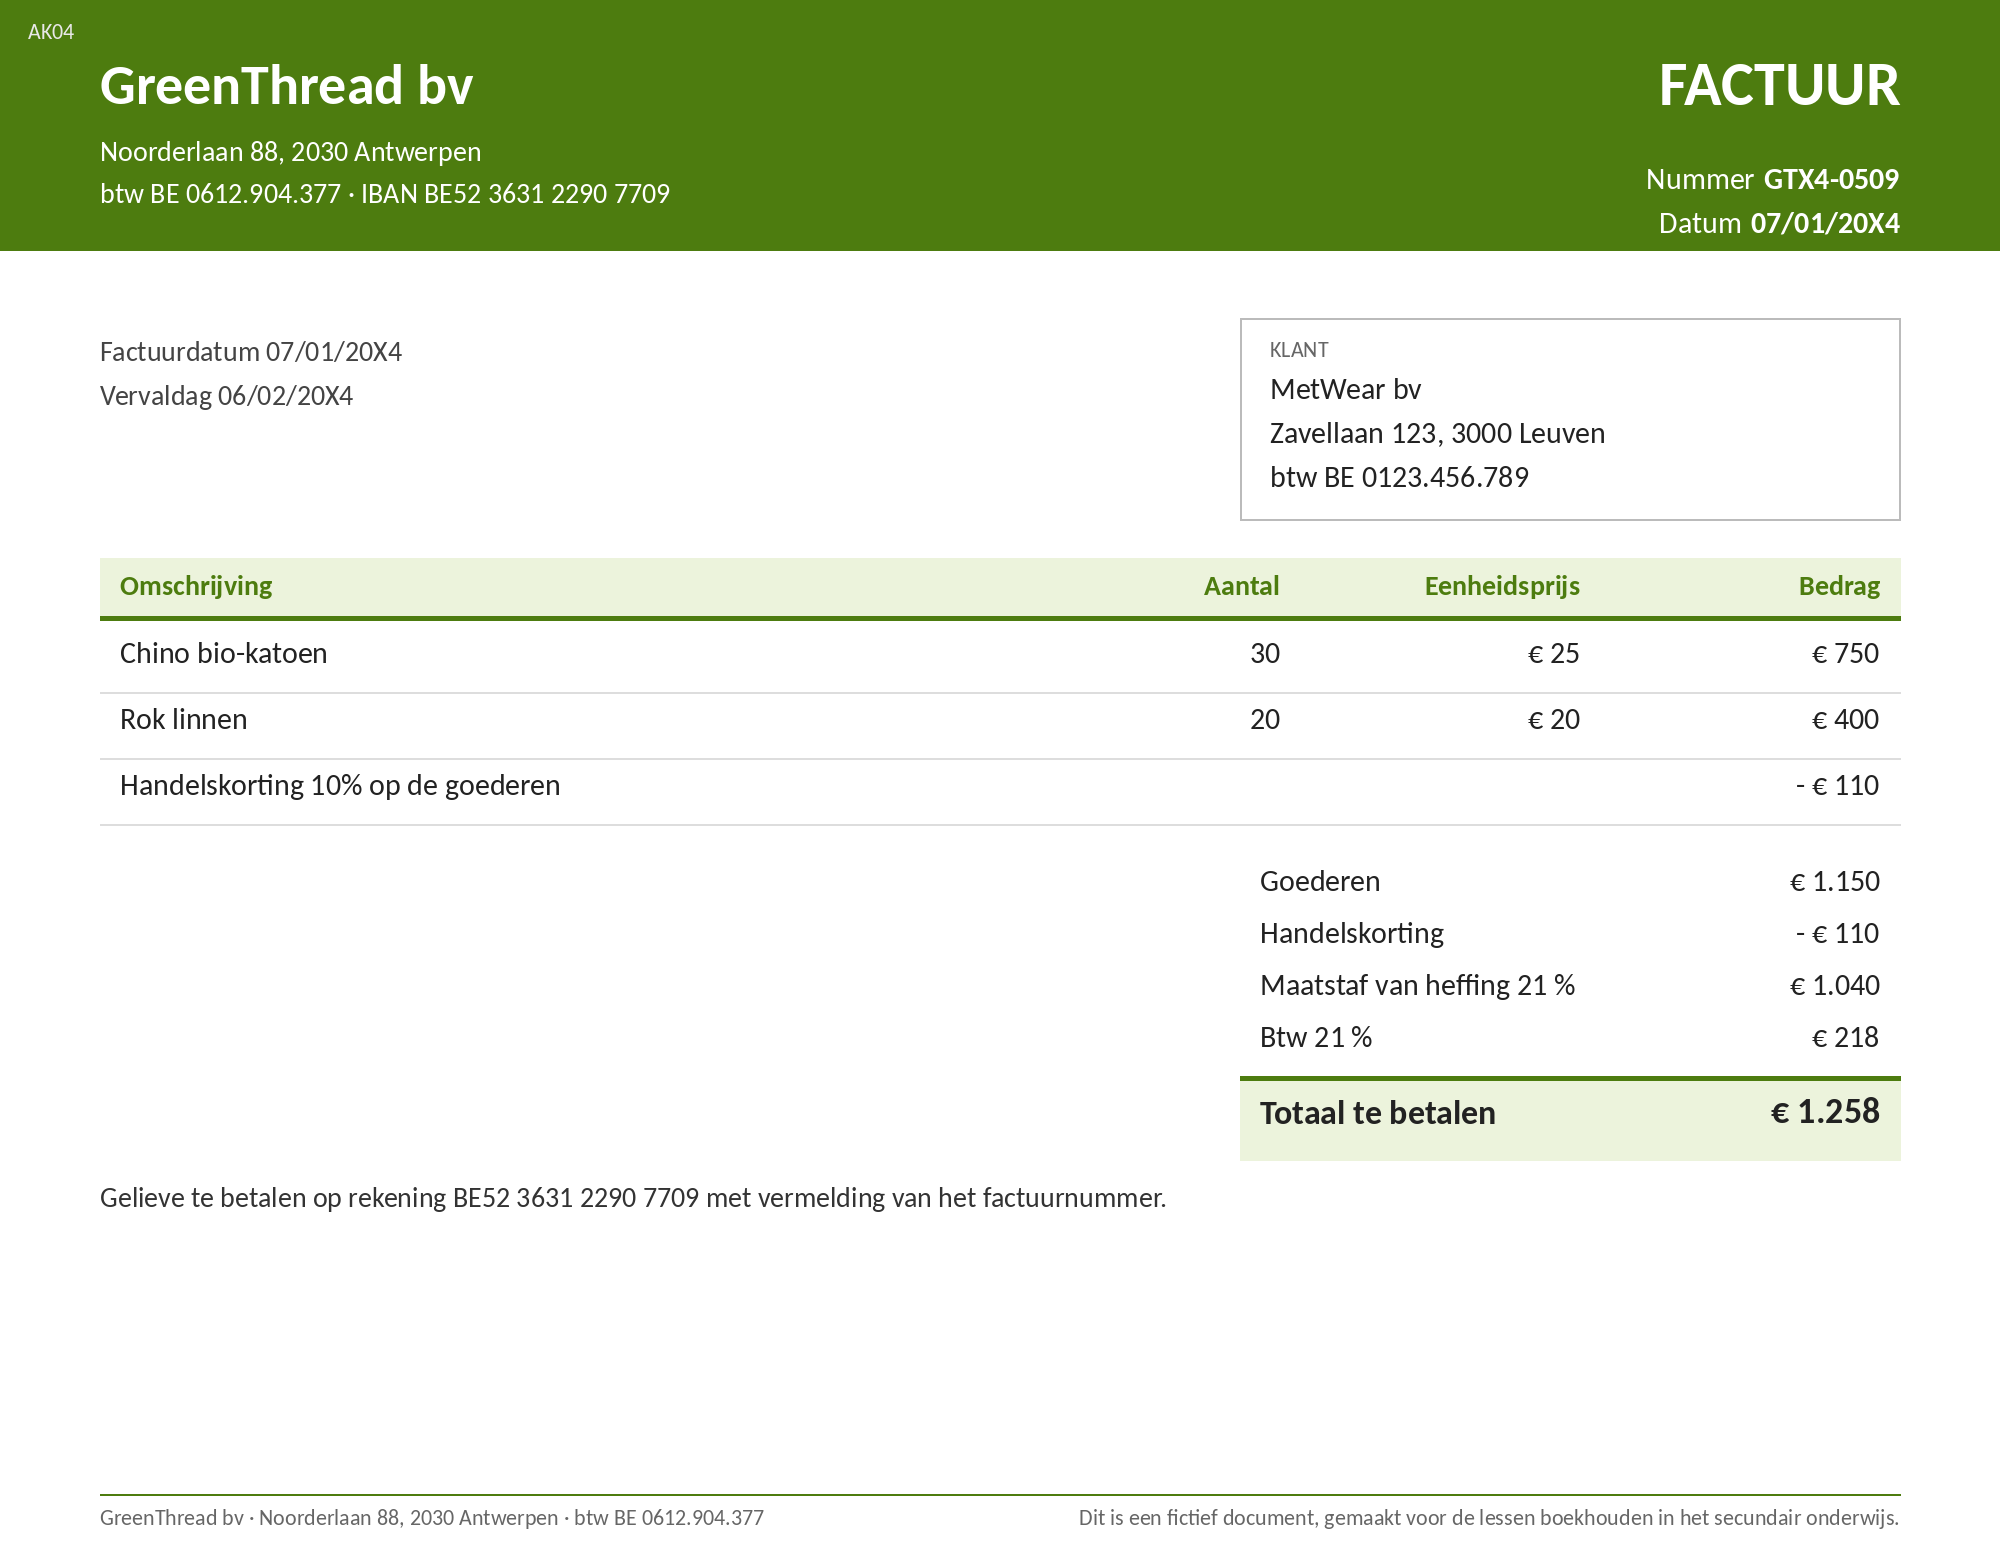 AK04
GreenThread bv
FACTUUR
Noorderlaan 88, 2030 Antwerpen
btw BE 0612.904.377 · IBAN BE52 3631 2290 7709
Nummer GTX4-0509
Datum 07/01/20X4
Factuurdatum 07/01/20X4
Vervaldag 06/02/20X4
KLANT
MetWear bv
Zavellaan 123, 3000 Leuven
btw BE 0123.456.789
Omschrijving Aantal Eenheidsprijs Bedrag
Chino bio-katoen 30 € 25 € 750
Rok linnen 20 € 20 € 400
Handelskorting 10% op de goederen - € 110
Goederen € 1.150
Handelskorting - € 110
Maatstaf van heffing 21 % € 1.040
Btw 21 % € 218
Totaal te betalen € 1.258
Gelieve te betalen op rekening BE52 3631 2290 7709 met vermelding van het factuurnummer.
GreenThread bv · Noorderlaan 88, 2030 Antwerpen · btw BE 0612.904.377
Dit is een fictief document, gemaakt voor de lessen boekhouden in het secundair onderwijs.